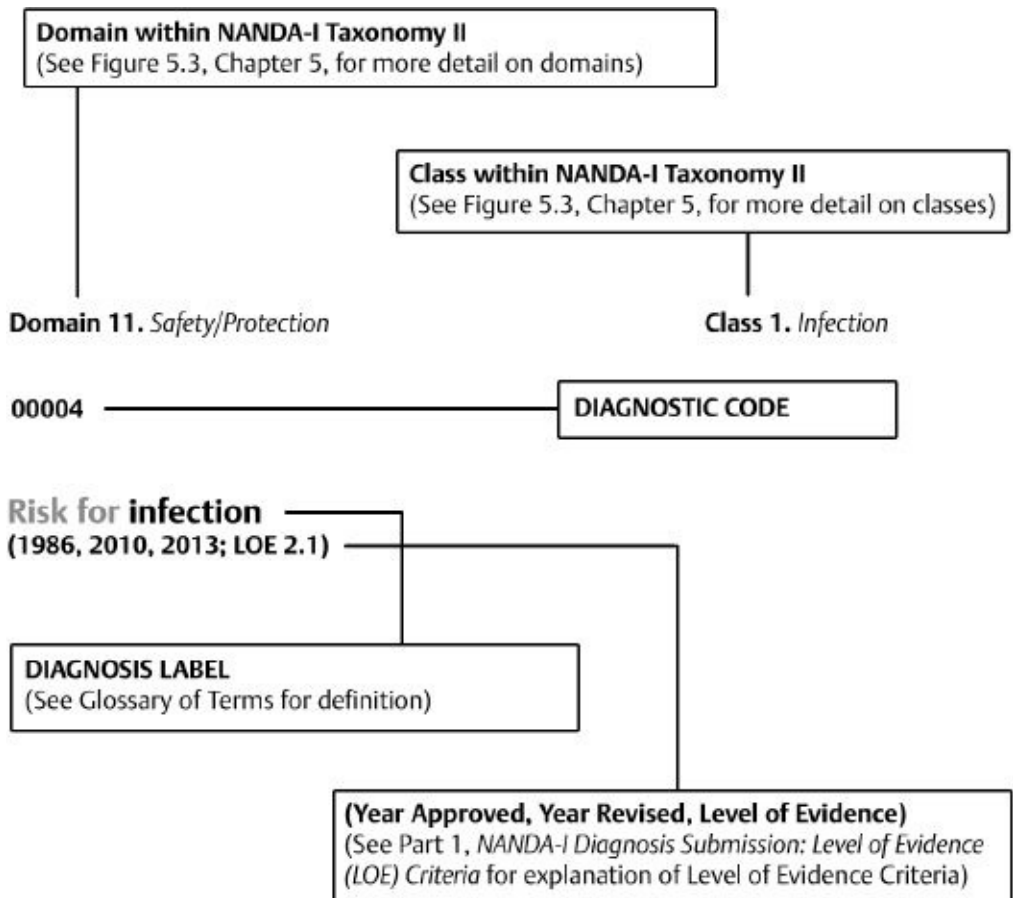 Domain within NANDA-I Taxonomy II
(See Figure 5.3, Chapter 5, for more detail on domains)
Class within NANDA-I Taxonomy II
(See Figure 5.3, Chapter 5, for more detail on classes)
Domain 11. Safety/Protection
Class 1. Infection
00004
DIAGNOSTIC CODE
Risk for infection
(1986, 2010, 2013; LOE 2.1)
DIAGNOSIS LABEL
(See Glossary of Terms for definition)
(Year Approved, Year Revised, Level of Evidence)
(See Part 1, NANDA-I Diagnosis Submission: Level of Evidence
(LOE) Criteria for explanation of Level of Evidence Criteria)